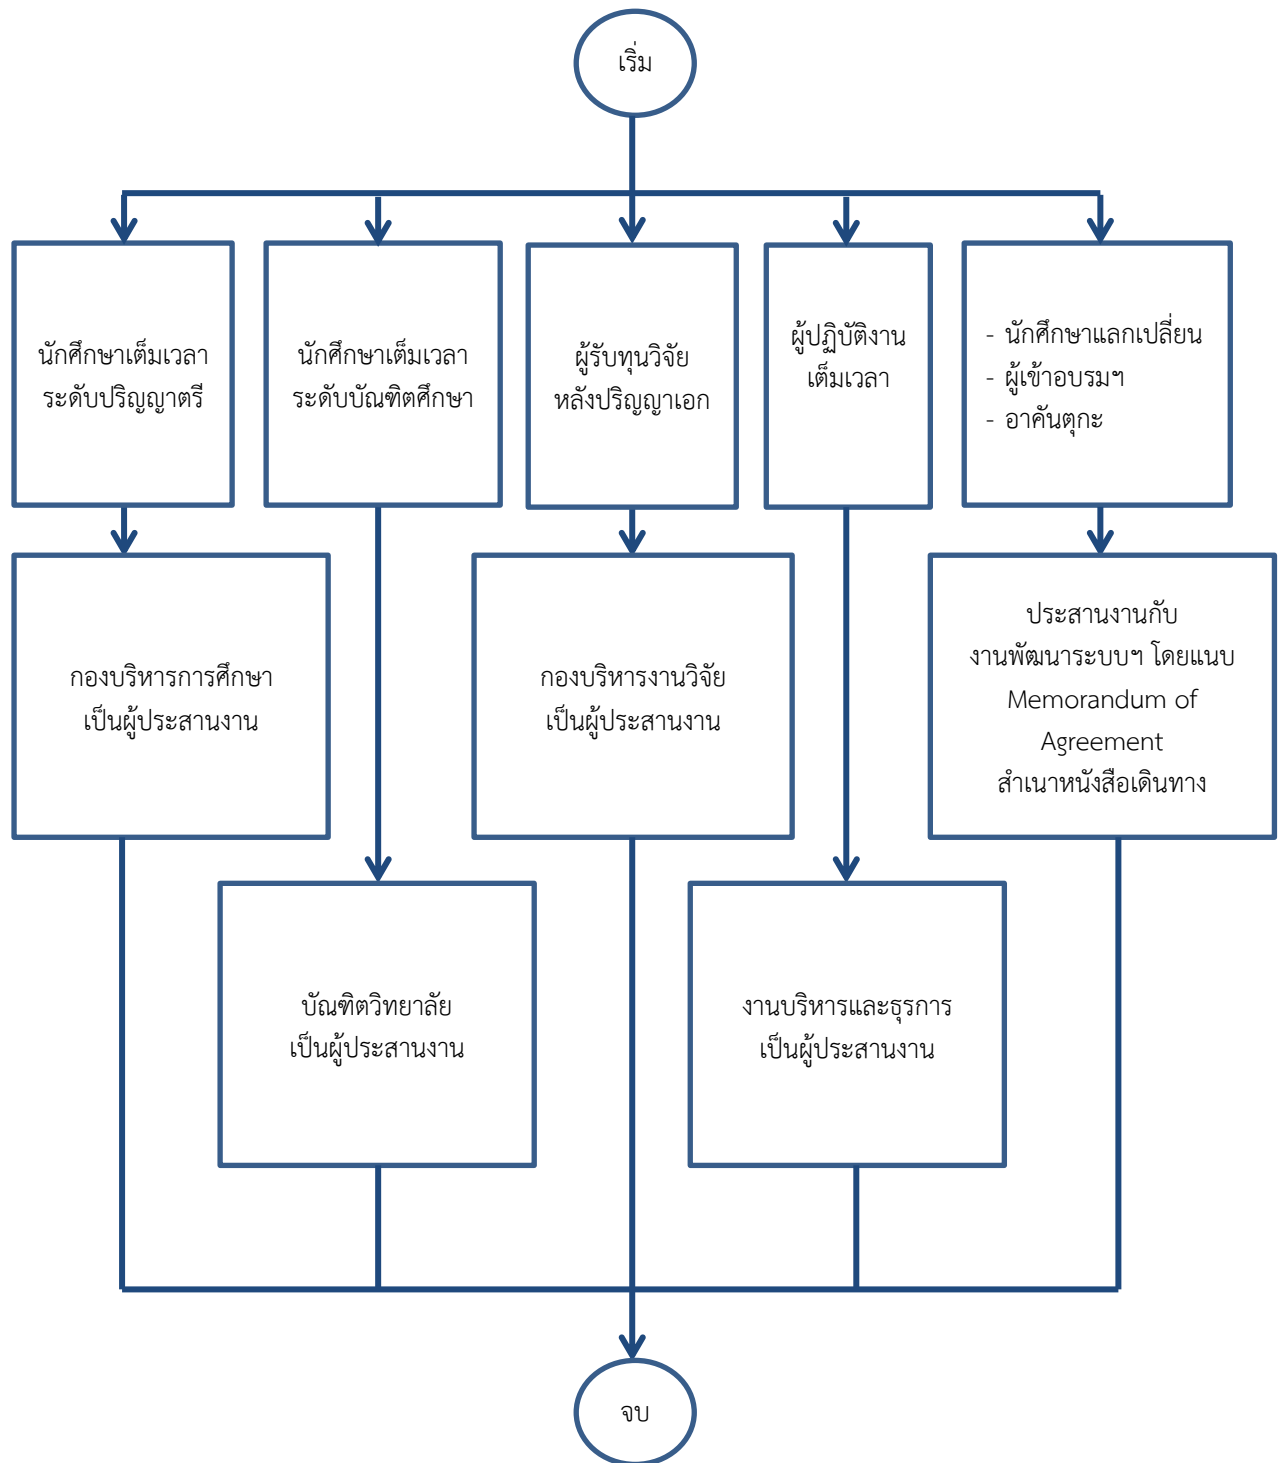 เริ่ม
นักศึกษาเต็มเวลา
ระดับปริญญาตรี
นักศึกษาเต็มเวลา
ระดับบัณฑิตศึกษา
ผู้รับทุนวิจัย
หลังปริญญาเอก
ผู้ปฏิบัติงาน
เต็มเวลา
- นักศึกษาแลกเปลี่ยน
- ผู้เข้าอบรมฯ
- อาคันตุกะ
กองบริหารการศึกษา
เป็นผู้ประสานงาน
กองบริหารงานวิจัย
เป็นผู้ประสานงาน
ประสานงานกับ
งานพัฒนาระบบฯ โดยแนบ
Memorandum of
Agreement
สำเนาหนังสือเดินทาง
บัณฑิตวิทยาลัย
เป็นผู้ประสานงาน
งานบริหารและธุรการ
เป็นผู้ประสานงาน
จบ